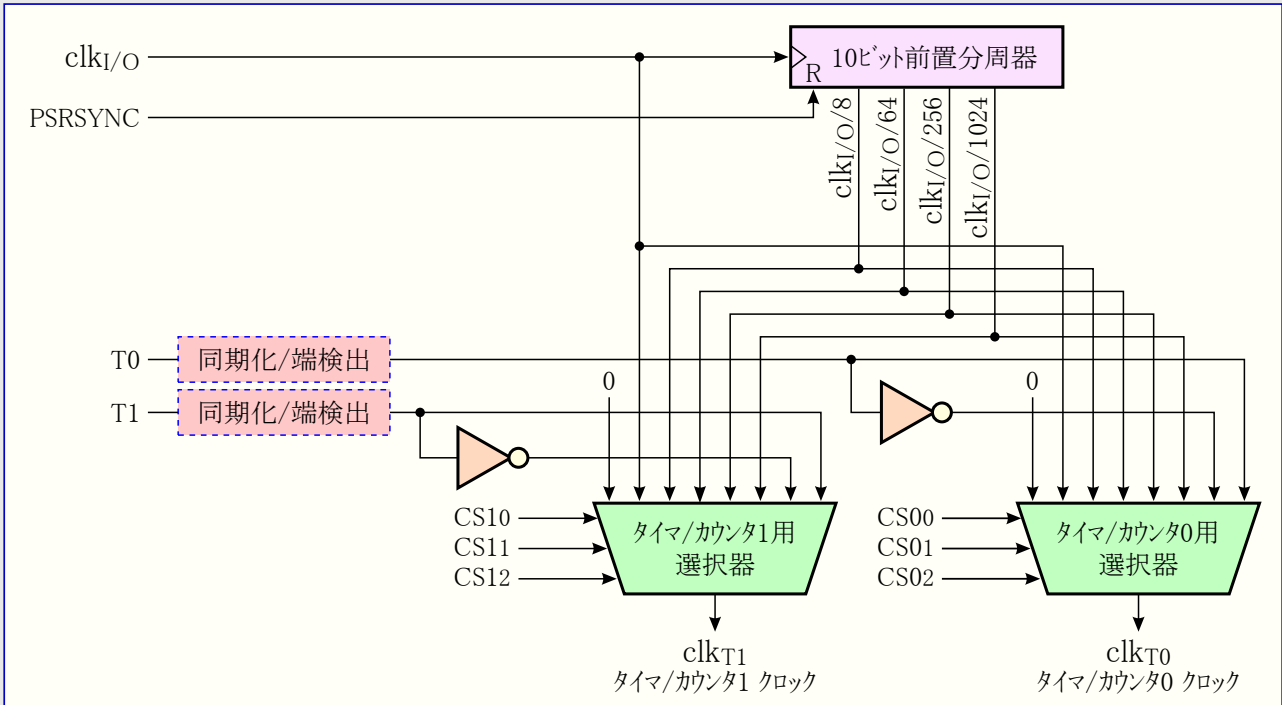 clkI/O
10ﾋﾞｯﾄ前置分周器
R
PSRSYNC
clkI/O/8
clkI/O/64
clkI/O/256
clkI/O/1024
T0
同期化/端検出
T1
同期化/端検出
0
0
CS10
CS11
CS12
ﾀｲﾏ/ｶｳﾝﾀ1用
選択器
CS00
CS01
CS02
ﾀｲﾏ/ｶｳﾝﾀ0用
選択器
clkT1
ﾀｲﾏ/ｶｳﾝﾀ1 ｸﾛｯｸ
clkT0
ﾀｲﾏ/ｶｳﾝﾀ0 ｸﾛｯｸ